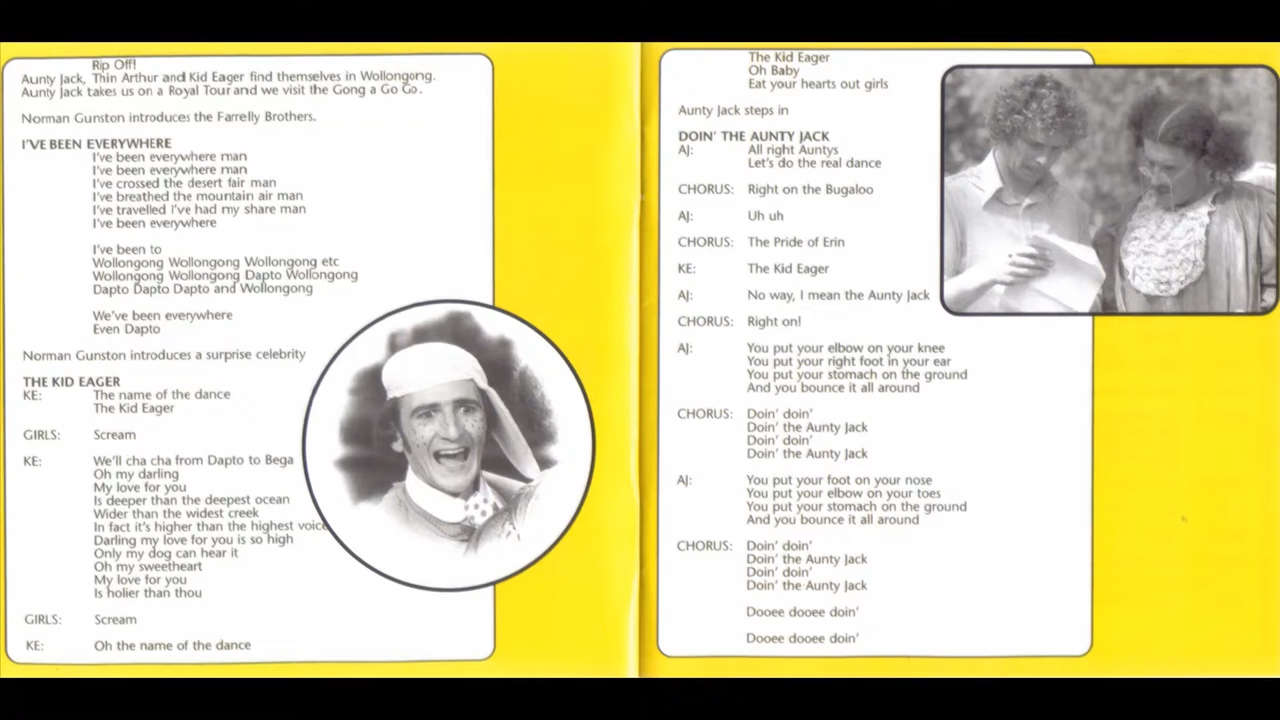 Rip Off!
Aunty Jack, Thin Arthur and Kid Eager find themselves in Wollongong.
Aunty Jack takes us on a Royal Tour and we visit the Gong a Go Go.
Norman Gunston introduces the Farrelly Brothers.
I'VE BEEN EVERYWHERE
I've been everywhere man
I've been everywhere man
I've crossed the desert fair man
I've breathed the mountain air man
I've travelled I've had my share man
I've been everywhere
I've been to
Wollongong Wollongong Wollongong etc
Wollongong Wollongong Dapto Wollongong
Dapto Dapto Dapto and Wollongong
We've been everywhere
Even Dapto
Norman Gunston introduces a surprise celebrity
THE KID EAGER
KE: The name of the dance
The Kid Eager
GIRLS: Scream
KE: We'll cha cha from Dapto to Bega
Oh my darling
My love for you
Is deeper than the deepest ocean
Wider than the widest creek
In fact it's higher than the highest voice
Darling my love for you is so high
Only my dog can hear it
Oh my sweetheart
My love for you
Is holier than thou
GIRLS: Scream
KE: Oh the name of the dance
The Kid Eager
Oh Baby
Eat your hearts out girls
Aunty Jack steps in
DOIN' THE AUNTY JACK
AJ: All right Auntys
Let's do the real dance
CHORUS: Right on the Bugaloo
AJ: Uh uh
CHORUS: The Pride of Erin
KE: The Kid Eager
AJ: No way, I mean the Aunty Jack
CHORUS: Right on!
AJ: You put your elbow on your knee
You put your right foot in your ear
You put your stomach on the ground
And you bounce it all around
CHORUS: Doin' doin'
Doin' the Aunty Jack
Doin' doin'
Doin' the Aunty Jack
AJ: You put your foot on your nose
You put your elbow on your toes
You put your stomach on the ground
And you bounce it all around
CHORUS: Doin' doin'
Doin' the Aunty Jack
Doin' doin'
Doin' the Aunty Jack
Dooee dooee doin'
Dooee dooee doin'